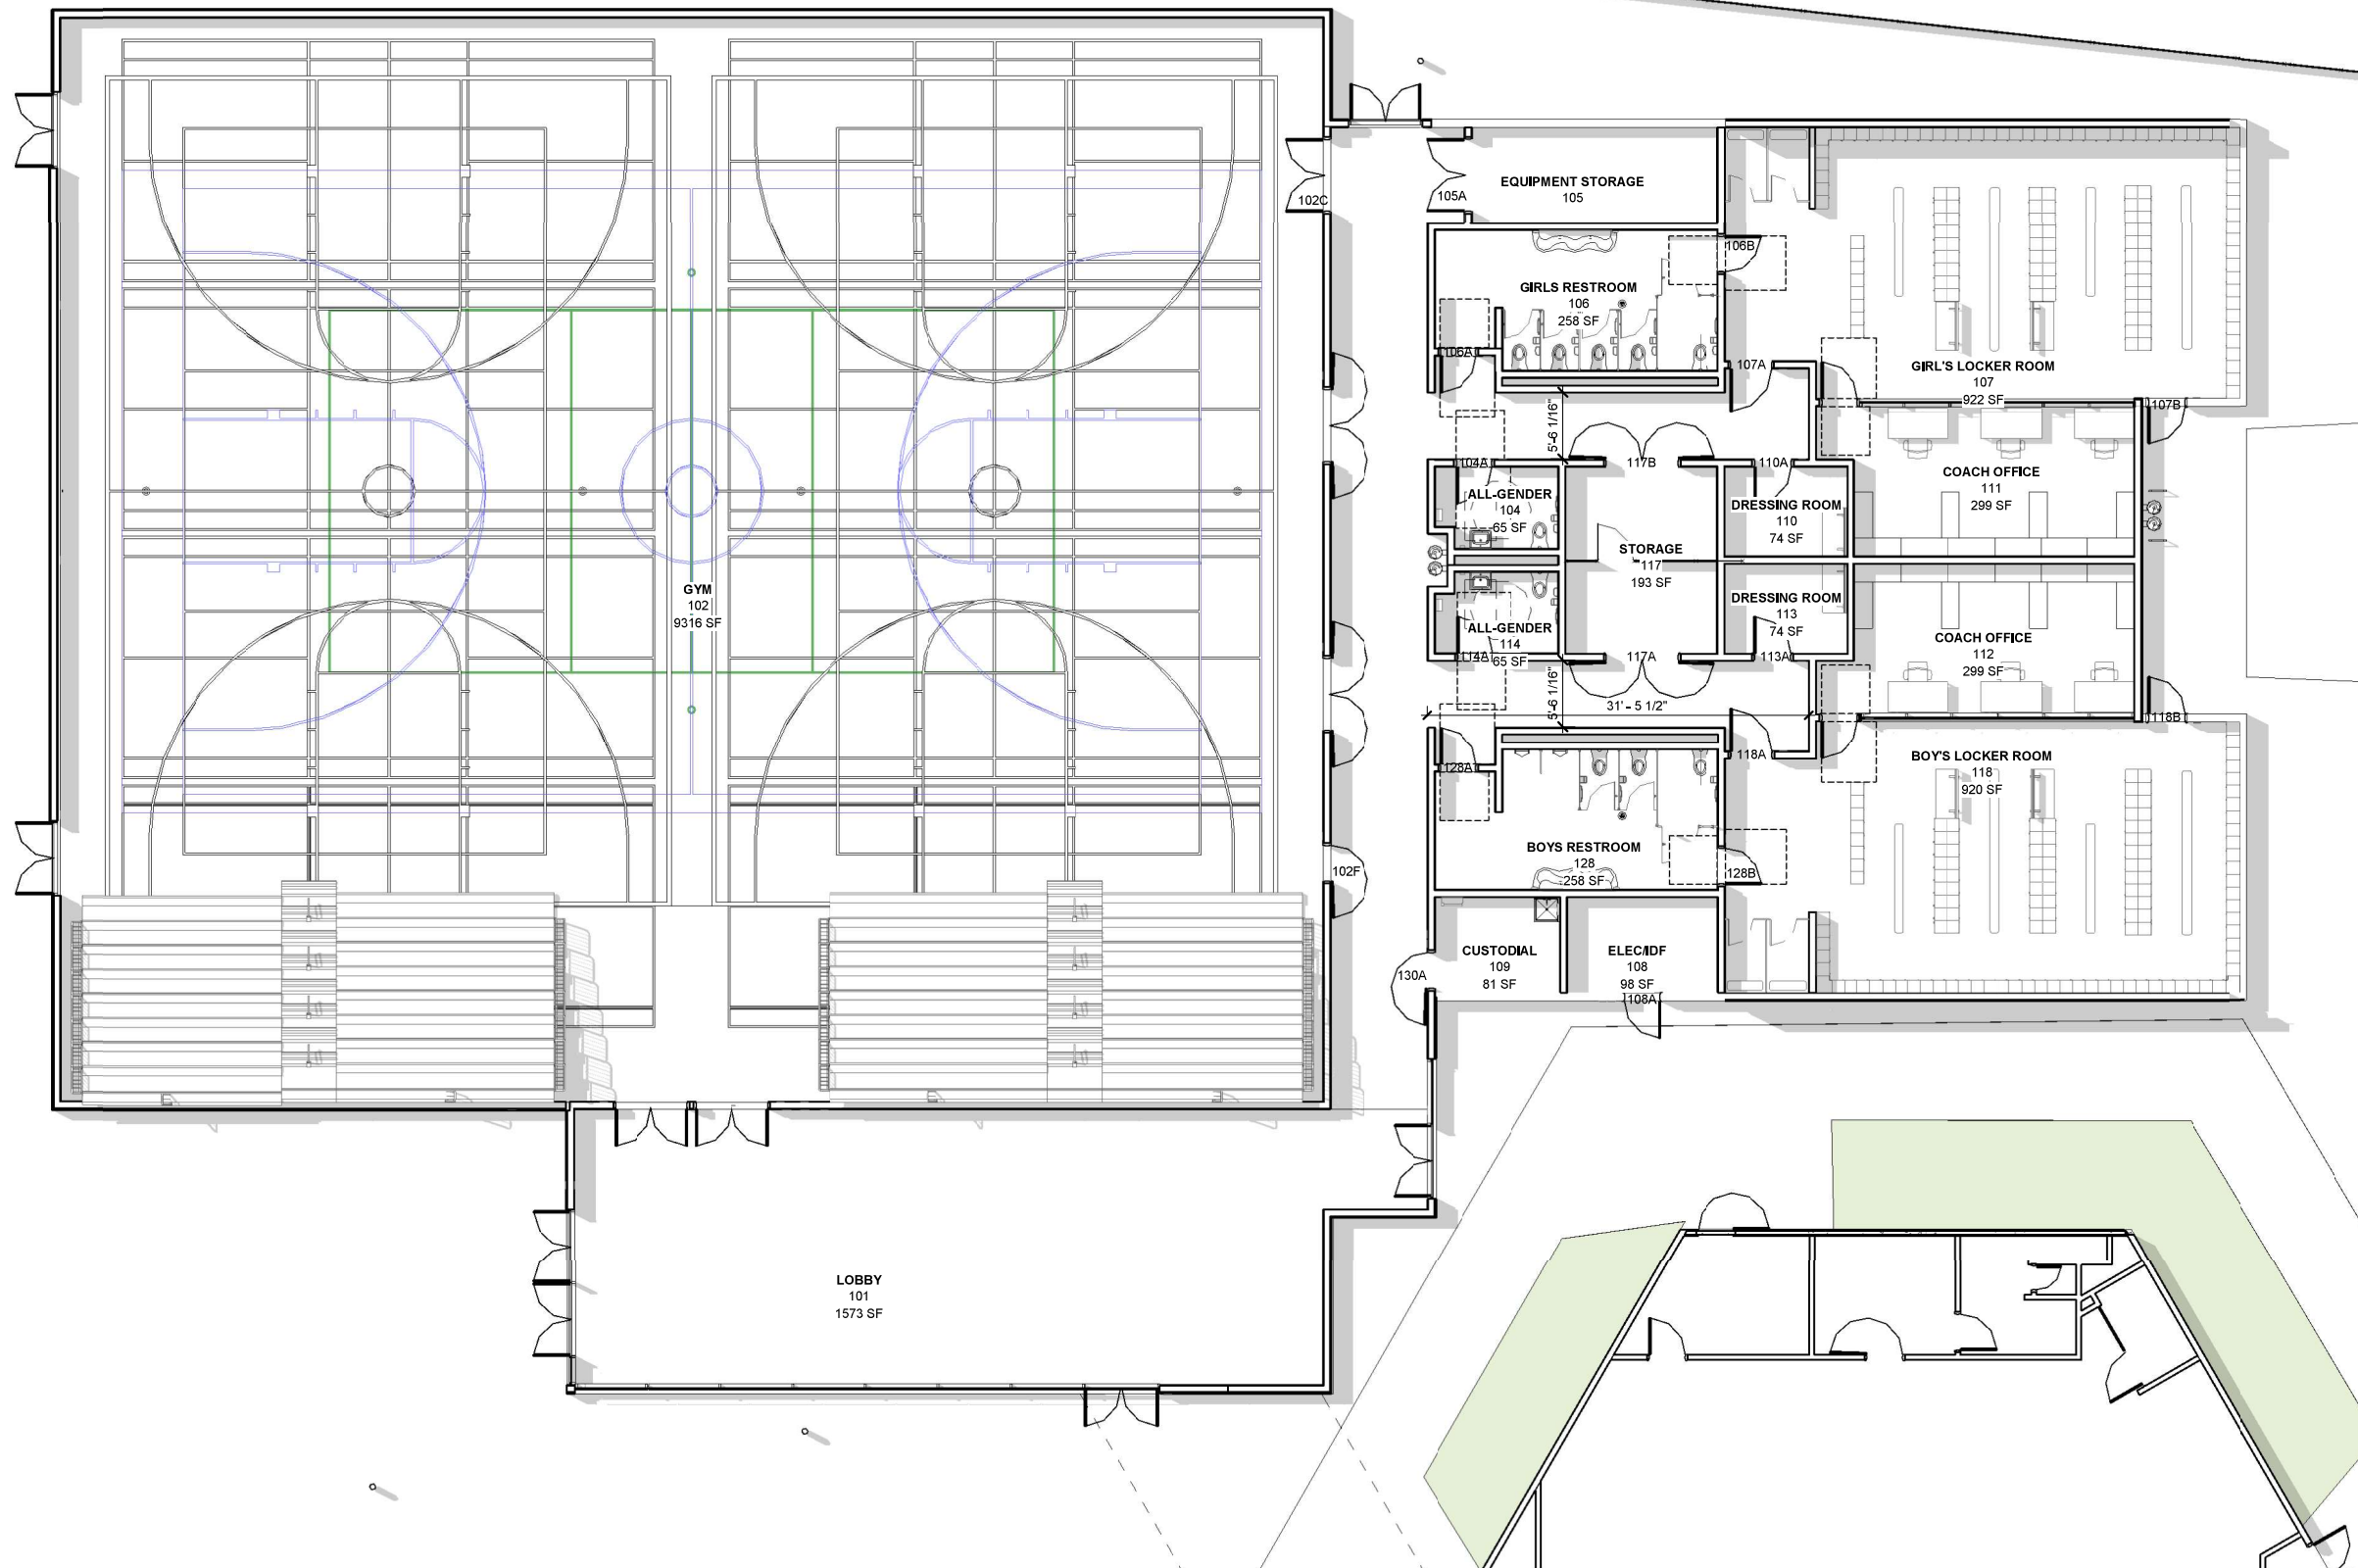 102C
105A
EQUIPMENT STORAGE
105
106B
GIRLS RESTROOM
106
258 SF
106A
107A
GIRL'S LOCKER ROOM
107
922 SF
107B
5'-6 1/16"
104A
117B
110A
COACH OFFICE
111
299 SF
ALL-GENDER
104
65 SF
DRESSING ROOM
110
74 SF
STORAGE
117
193 SF
GYM
102
9316 SF
DRESSING ROOM
113
74 SF
ALL-GENDER
114
65 SF
COACH OFFICE
112
299 SF
114A
117A
113A
5'-6 1/16"
31' - 5 1/2"
118B
118A
BOY'S LOCKER ROOM
118
920 SF
128A
BOYS RESTROOM
128
258 SF
102F
128B
CUSTODIAL
109
81 SF
ELEC/IDF
108
98 SF
130A
108A
LOBBY
101
1573 SF